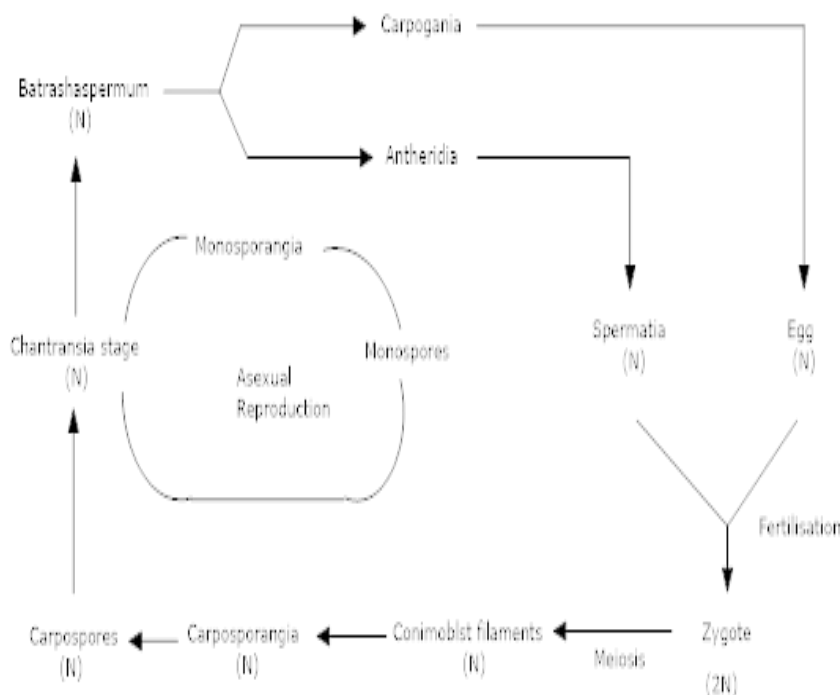 Carpogania
Batrashaspermum
(N)
Antheridia
Monosporangia
Chantransia stage
(N)
Monospores
Asexual
Reproduction
Spermatia
(N)
Egg
(N)
Fertilisation
Carpospores
(N)
Carposporangia
(N)
Conimoblst filaments
(N)
Meiosis
Zygote
(2N)